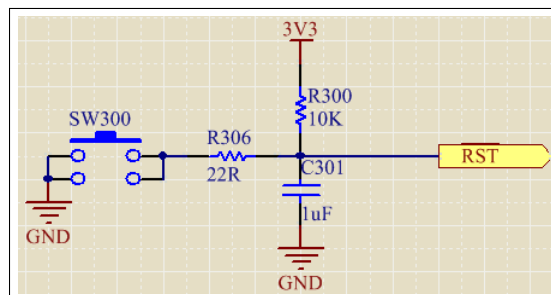 3V3
SW300
R300
10K
R306
22R
C301
1uF
RST
GND
GND